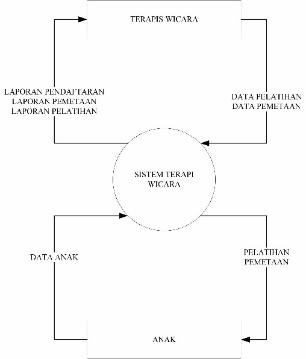 TERAPIS WICARA
LAPORAN PENDAFTARAN
LAPORAN PEMETAAN
LAPORAN PELATIHAN
DATA PELATIHAN
DATA PEMETAAN
SISTEM TERAPI
WICARA
DATA ANAK
PELATIHAN
PEMETAAN
ANAK